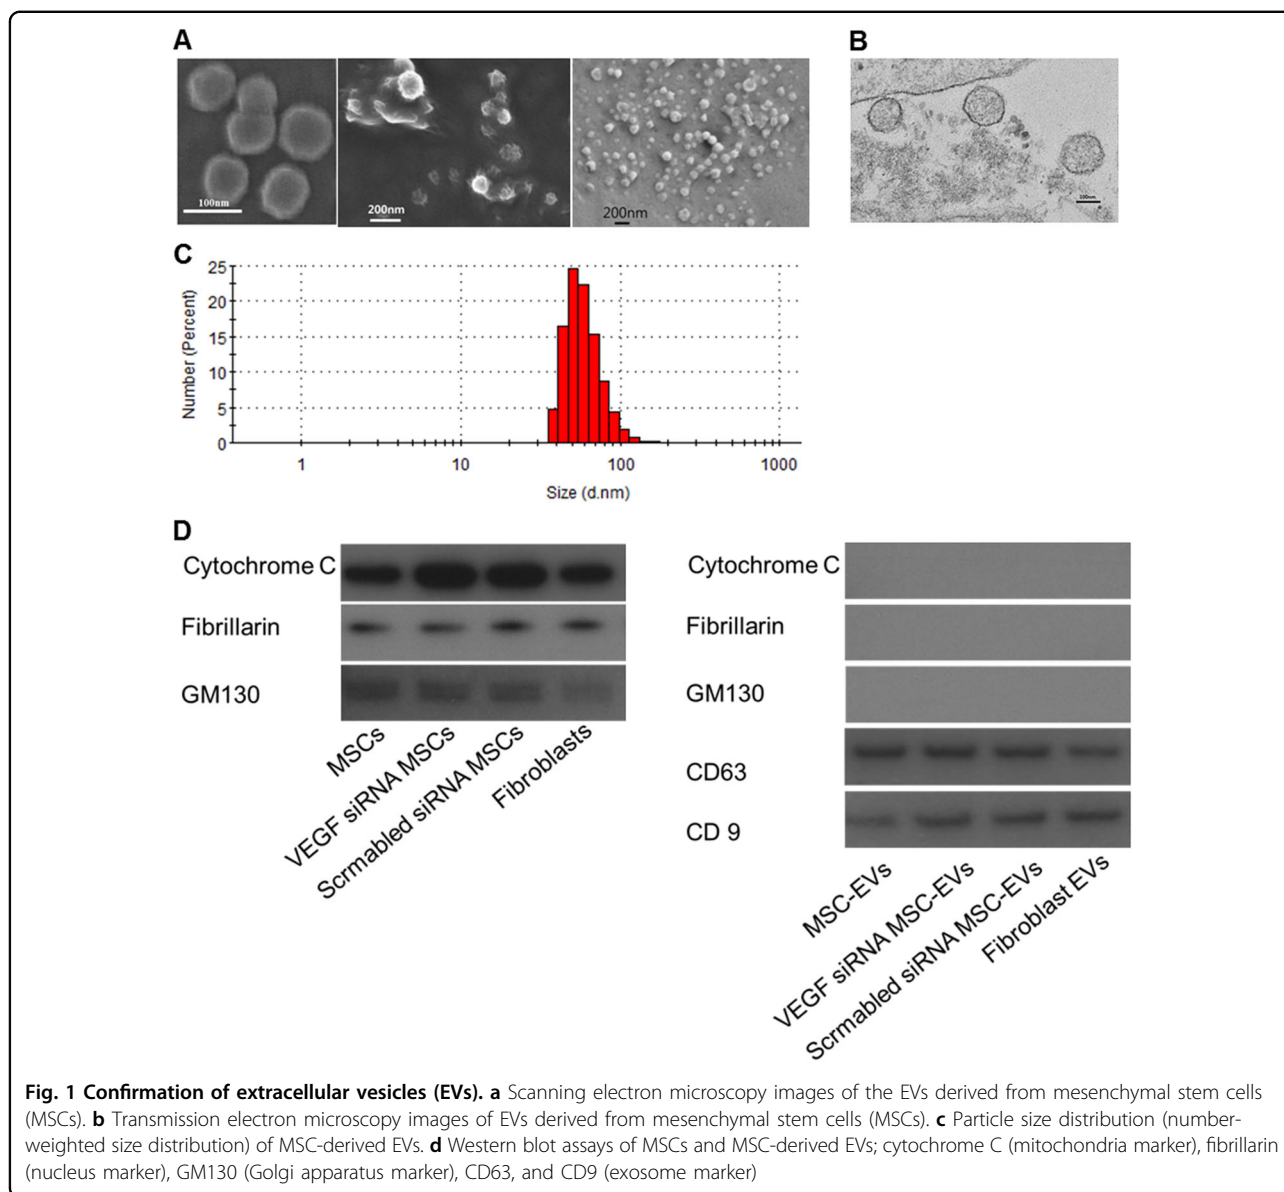 A
B
100nm
200nm
200nm
100nm
C
25
20
15
10
5
0
Number (Percent)
1
10
100
1000
Size (d.nm)
D
Cytochrome C
Fibrillarin
GM130
MSCs
VEGF siRNA MSCs
Scrmabled siRNA MSCs
Fibroblasts
Cytochrome C
Fibrillarin
GM130
CD63
CD 9
MSC-EVs
VEGF siRNA MSC-EVs
Scrmabled siRNA MSC-EVs
Fibroblast EVs
Fig. 1 Confirmation of extracellular vesicles (EVs). a Scanning electron microscopy images of the EVs derived from mesenchymal stem cells
(MSCs). b Transmission electron microscopy images of EVs derived from mesenchymal stem cells (MSCs). c Particle size distribution (number-
weighted size distribution) of MSC-derived EVs. d Western blot assays of MSCs and MSC-derived EVs; cytochrome C (mitochondria marker), fibrillarin
(nucleus marker), GM130 (Golgi apparatus marker), CD63, and CD9 (exosome marker)